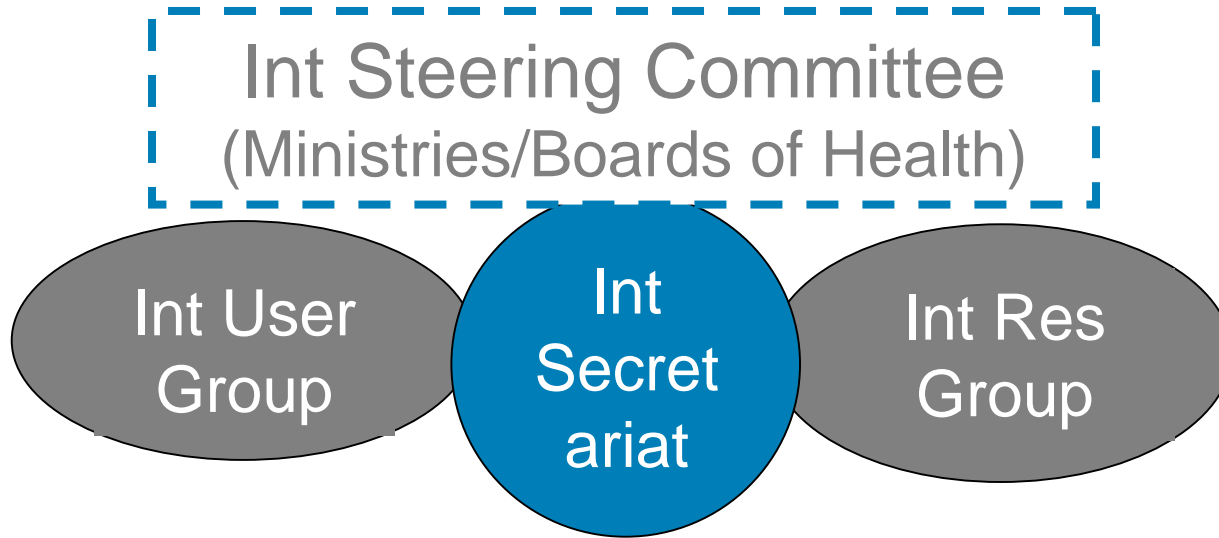 Int Steering Committee
(Ministries/Boards of Health)
Int User
Group
Int
Secret
ariat
Int Res
Group